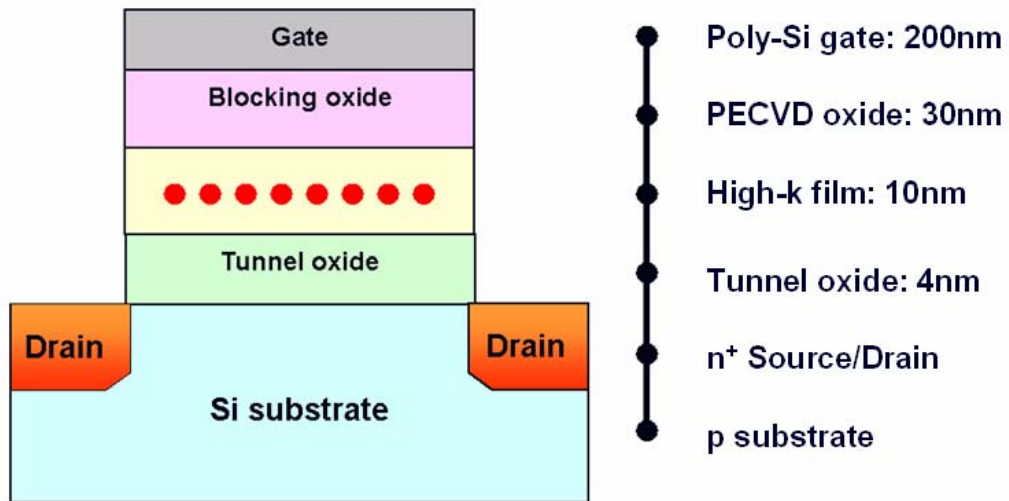 Gate
Blocking oxide
Tunnel oxide
Drain
Drain
Si substrate
Poly-Si gate: 200nm
PECVD oxide: 30nm
High-k film: 10nm
Tunnel oxide: 4nm
n⁺ Source/Drain
p substrate